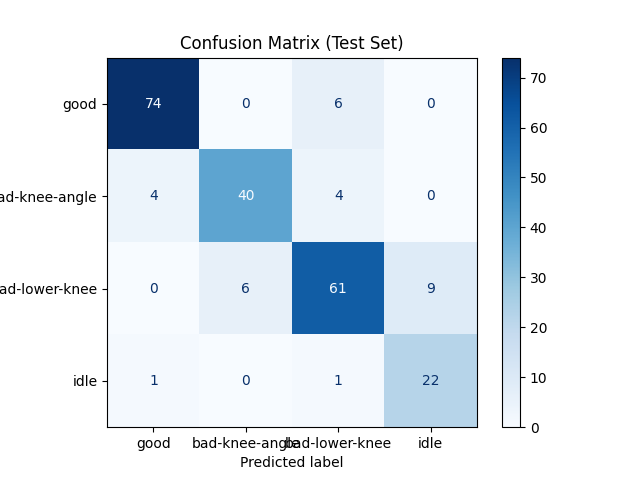 Confusion Matrix (Test Set)
good
74
0
6
0
ad-knee-angle
4
40
4
0
ad-lower-knee
0
6
61
9
idle
1
0
1
22
good
bad-knee-angle
bad-lower-knee
idle
Predicted label
70
60
50
40
30
20
10
0